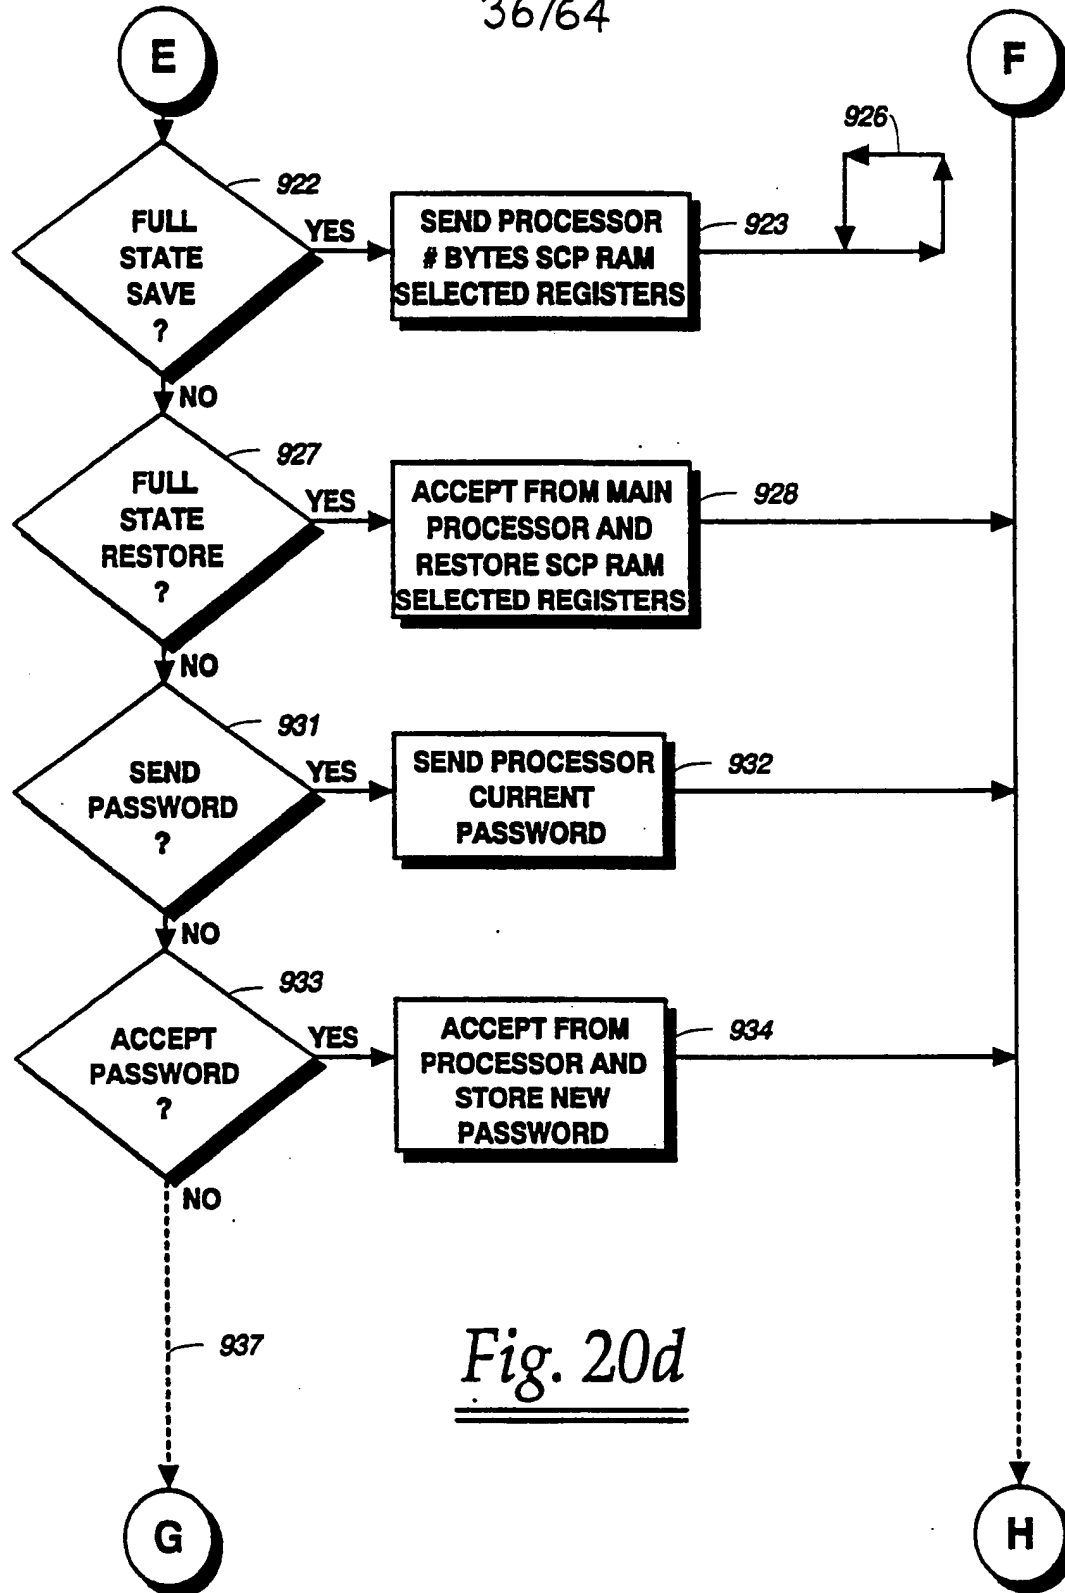 36/64
E
F
922
FULL
STATE
SAVE
?
YES
SEND PROCESSOR
# BYTES SCP RAM
SELECTED REGISTERS
923
926
NO
927
FULL
STATE
RESTORE
?
YES
ACCEPT FROM MAIN
PROCESSOR AND
RESTORE SCP RAM
SELECTED REGISTERS
928
NO
931
SEND
PASSWORD
?
YES
SEND PROCESSOR
CURRENT
PASSWORD
932
NO
933
ACCEPT
PASSWORD
?
YES
ACCEPT FROM
PROCESSOR AND
STORE NEW
PASSWORD
934
NO
937
Fig. 20d
G
H